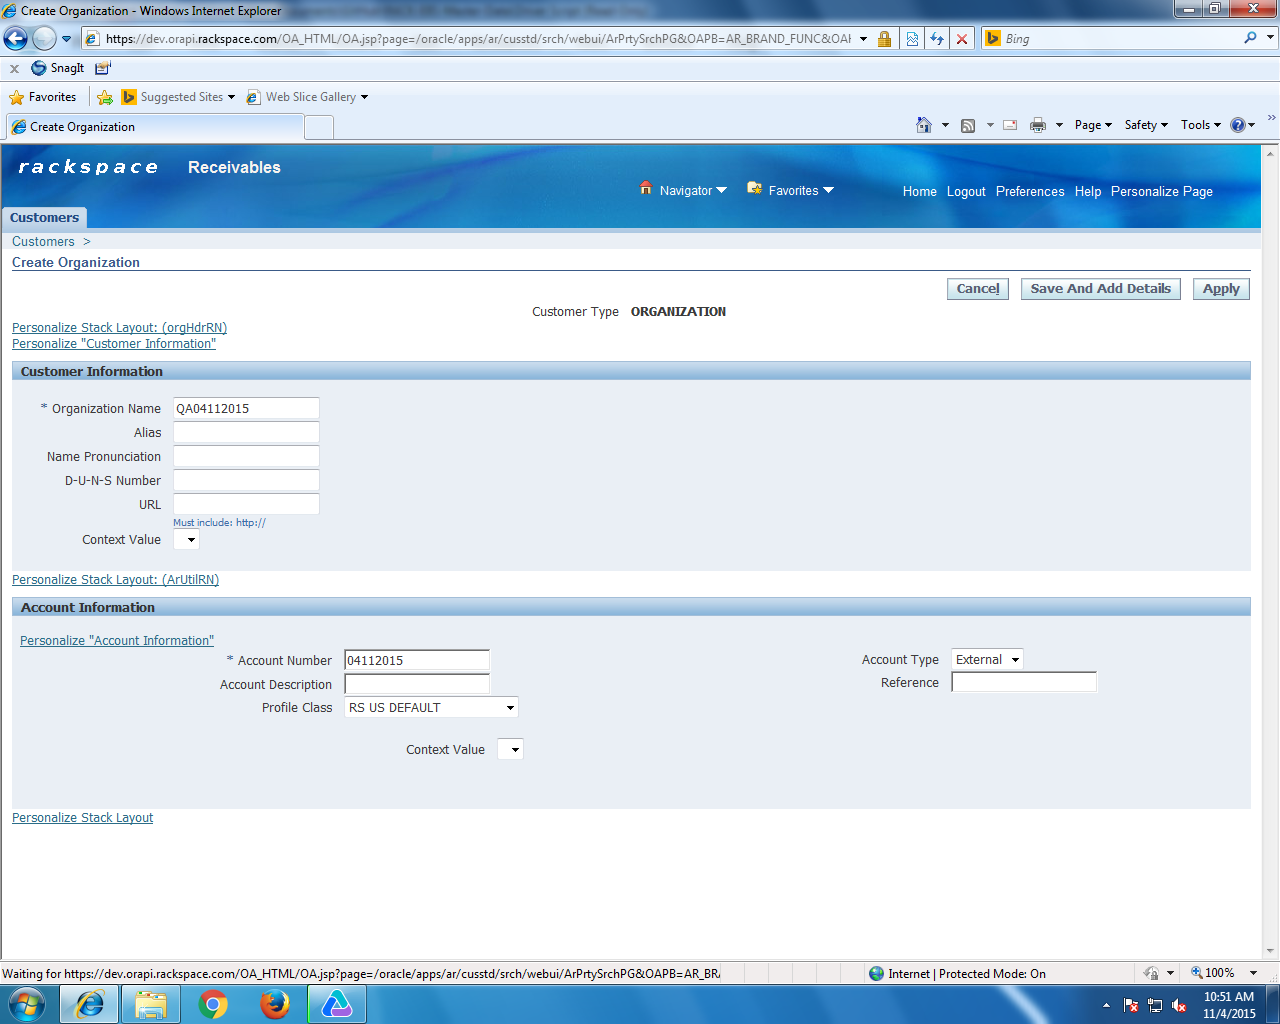 Create Organization - Windows Internet Explorer
https://dev.orapi.rackspace.com/OA_HTML/OA.jsp?page=/oracle/apps/ar/cusstd/srch/webui/ArPrtySrchPG&OAPB=AR_BRAND_FUNC&OAH
Bing
x SnagIt
Favorites Suggested Sites Web Slice Gallery
Create Organization
Page Safety Tools
rackspace Receivables
Navigator Favorites Home Logout Preferences Help Personalize Page
Customers
Customers >
Create Organization
Cancel Save And Add Details Apply
Customer Type ORGANIZATION
Personalize Stack Layout: (orgHdrRN)
Personalize "Customer Information"
Customer Information
* Organization Name QA04112015
Alias
Name Pronunciation
D-U-N-S Number
URL
Must include: http://
Context Value
Personalize Stack Layout: (ArUtilRN)
Account Information
Personalize "Account Information"
* Account Number 04112015 Account Type External
Account Description Reference
Profile Class RS US DEFAULT
Context Value
Personalize Stack Layout
Waiting for https://dev.orapi.rackspace.com/OA_HTML/OA.jsp?page=/oracle/apps/ar/cusstd/srch/webui/ArPrtySrchPG&OAPB=AR_BRA Internet | Protected Mode: On 100%
10:51 AM
11/4/2015